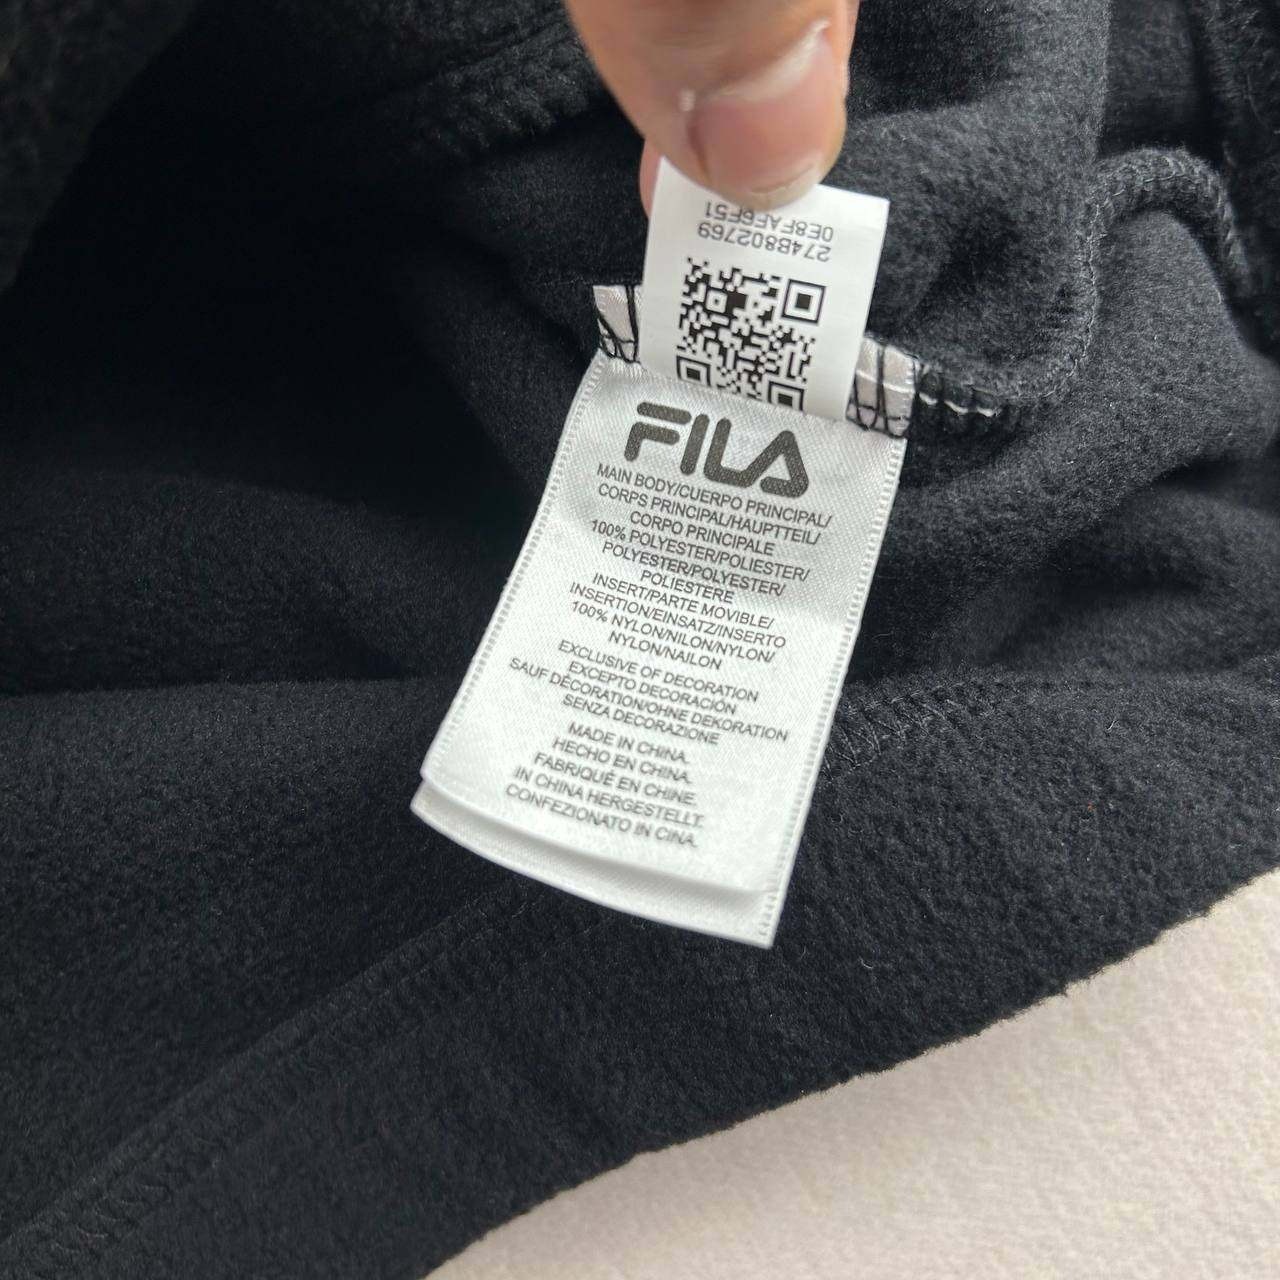 0E8FAF6F51
274B802769
FILA
MAIN BODY/CUERPO PRINCIPAL/
CORPS PRINCIPAL/HAUPTTEIL/
CORPO PRINCIPALE
100% POLYESTER/POLIESTER/
POLYESTER/POLYESTER/
POLIESTERE
INSERT/PARTE MOVIBLE/
INSERTION/EINSATZ/INSERTO
100% NYLON/NILON/NYLON/
NYLON/NAILON
EXCLUSIVE OF DECORATION
EXCEPTO DECORACIÓN
SAUF DÉCORATION/OHNE DEKORATION
SENZA DECORAZIONE
MADE IN CHINA.
HECHO EN CHINA.
FABRIQUÉ EN CHINE.
IN CHINA HERGESTELLT.
CONFEZIONATO IN CINA.